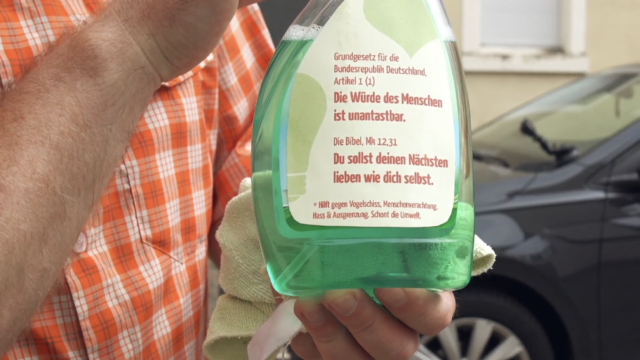 Grundgesetz für die
Bundesrepublik Deutschland,
Artikel 1 (1)
Die Würde des Menschen
ist unantastbar.
Die Bibel, Mk 12,31
Du sollst deinen Nächsten
lieben wie dich selbst.
* Hilft gegen Vogelschiss, Menschenverachtung,
Hass & Ausgrenzung. Schont die Umwelt.